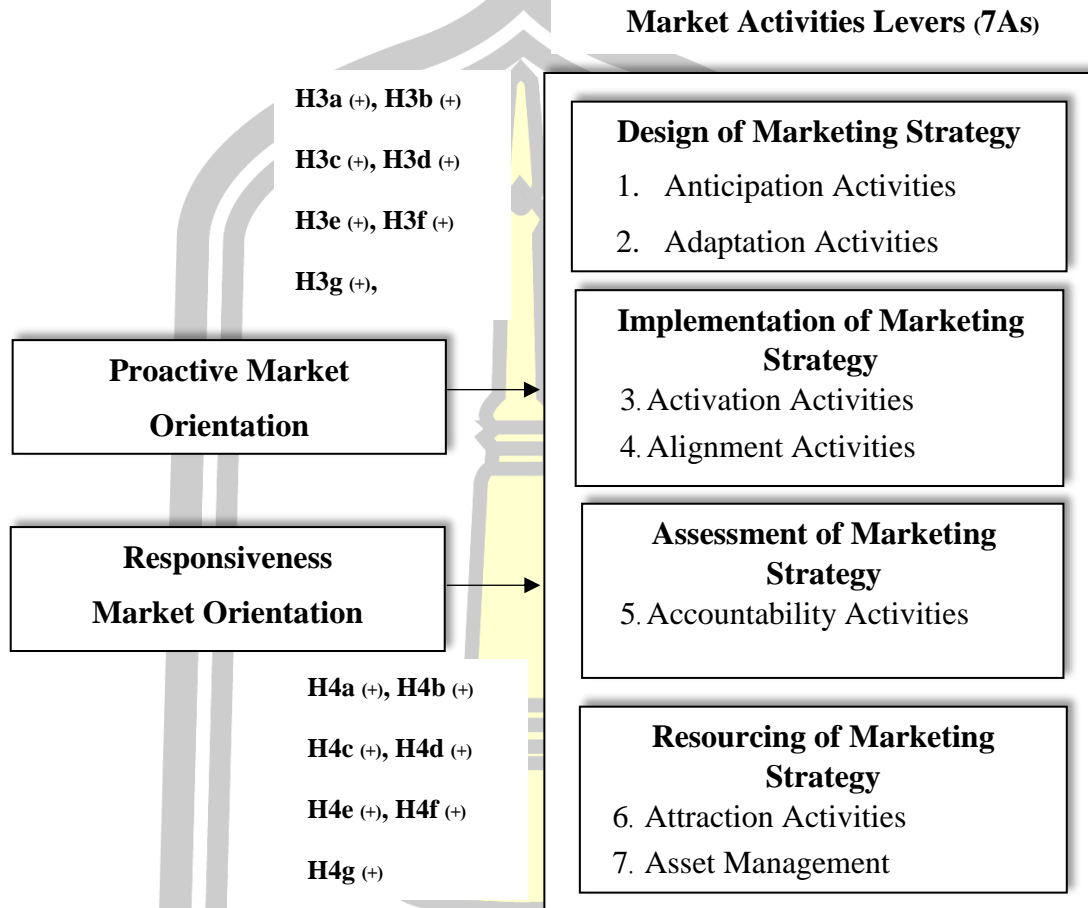 Market Activities Levers (7As)
H3a (+), H3b (+)
H3c (+), H3d (+)
H3e (+), H3f (+)
H3g (+),
Proactive Market
Orientation
Responsiveness
Market Orientation
H4a (+), H4b (+)
H4c (+), H4d (+)
H4e (+), H4f (+)
H4g (+)
Design of Marketing Strategy
1. Anticipation Activities
2. Adaptation Activities
Implementation of Marketing
Strategy
3. Activation Activities
4. Alignment Activities
Assessment of Marketing
Strategy
5. Accountability Activities
Resourcing of Marketing
Strategy
6. Attraction Activities
7. Asset Management